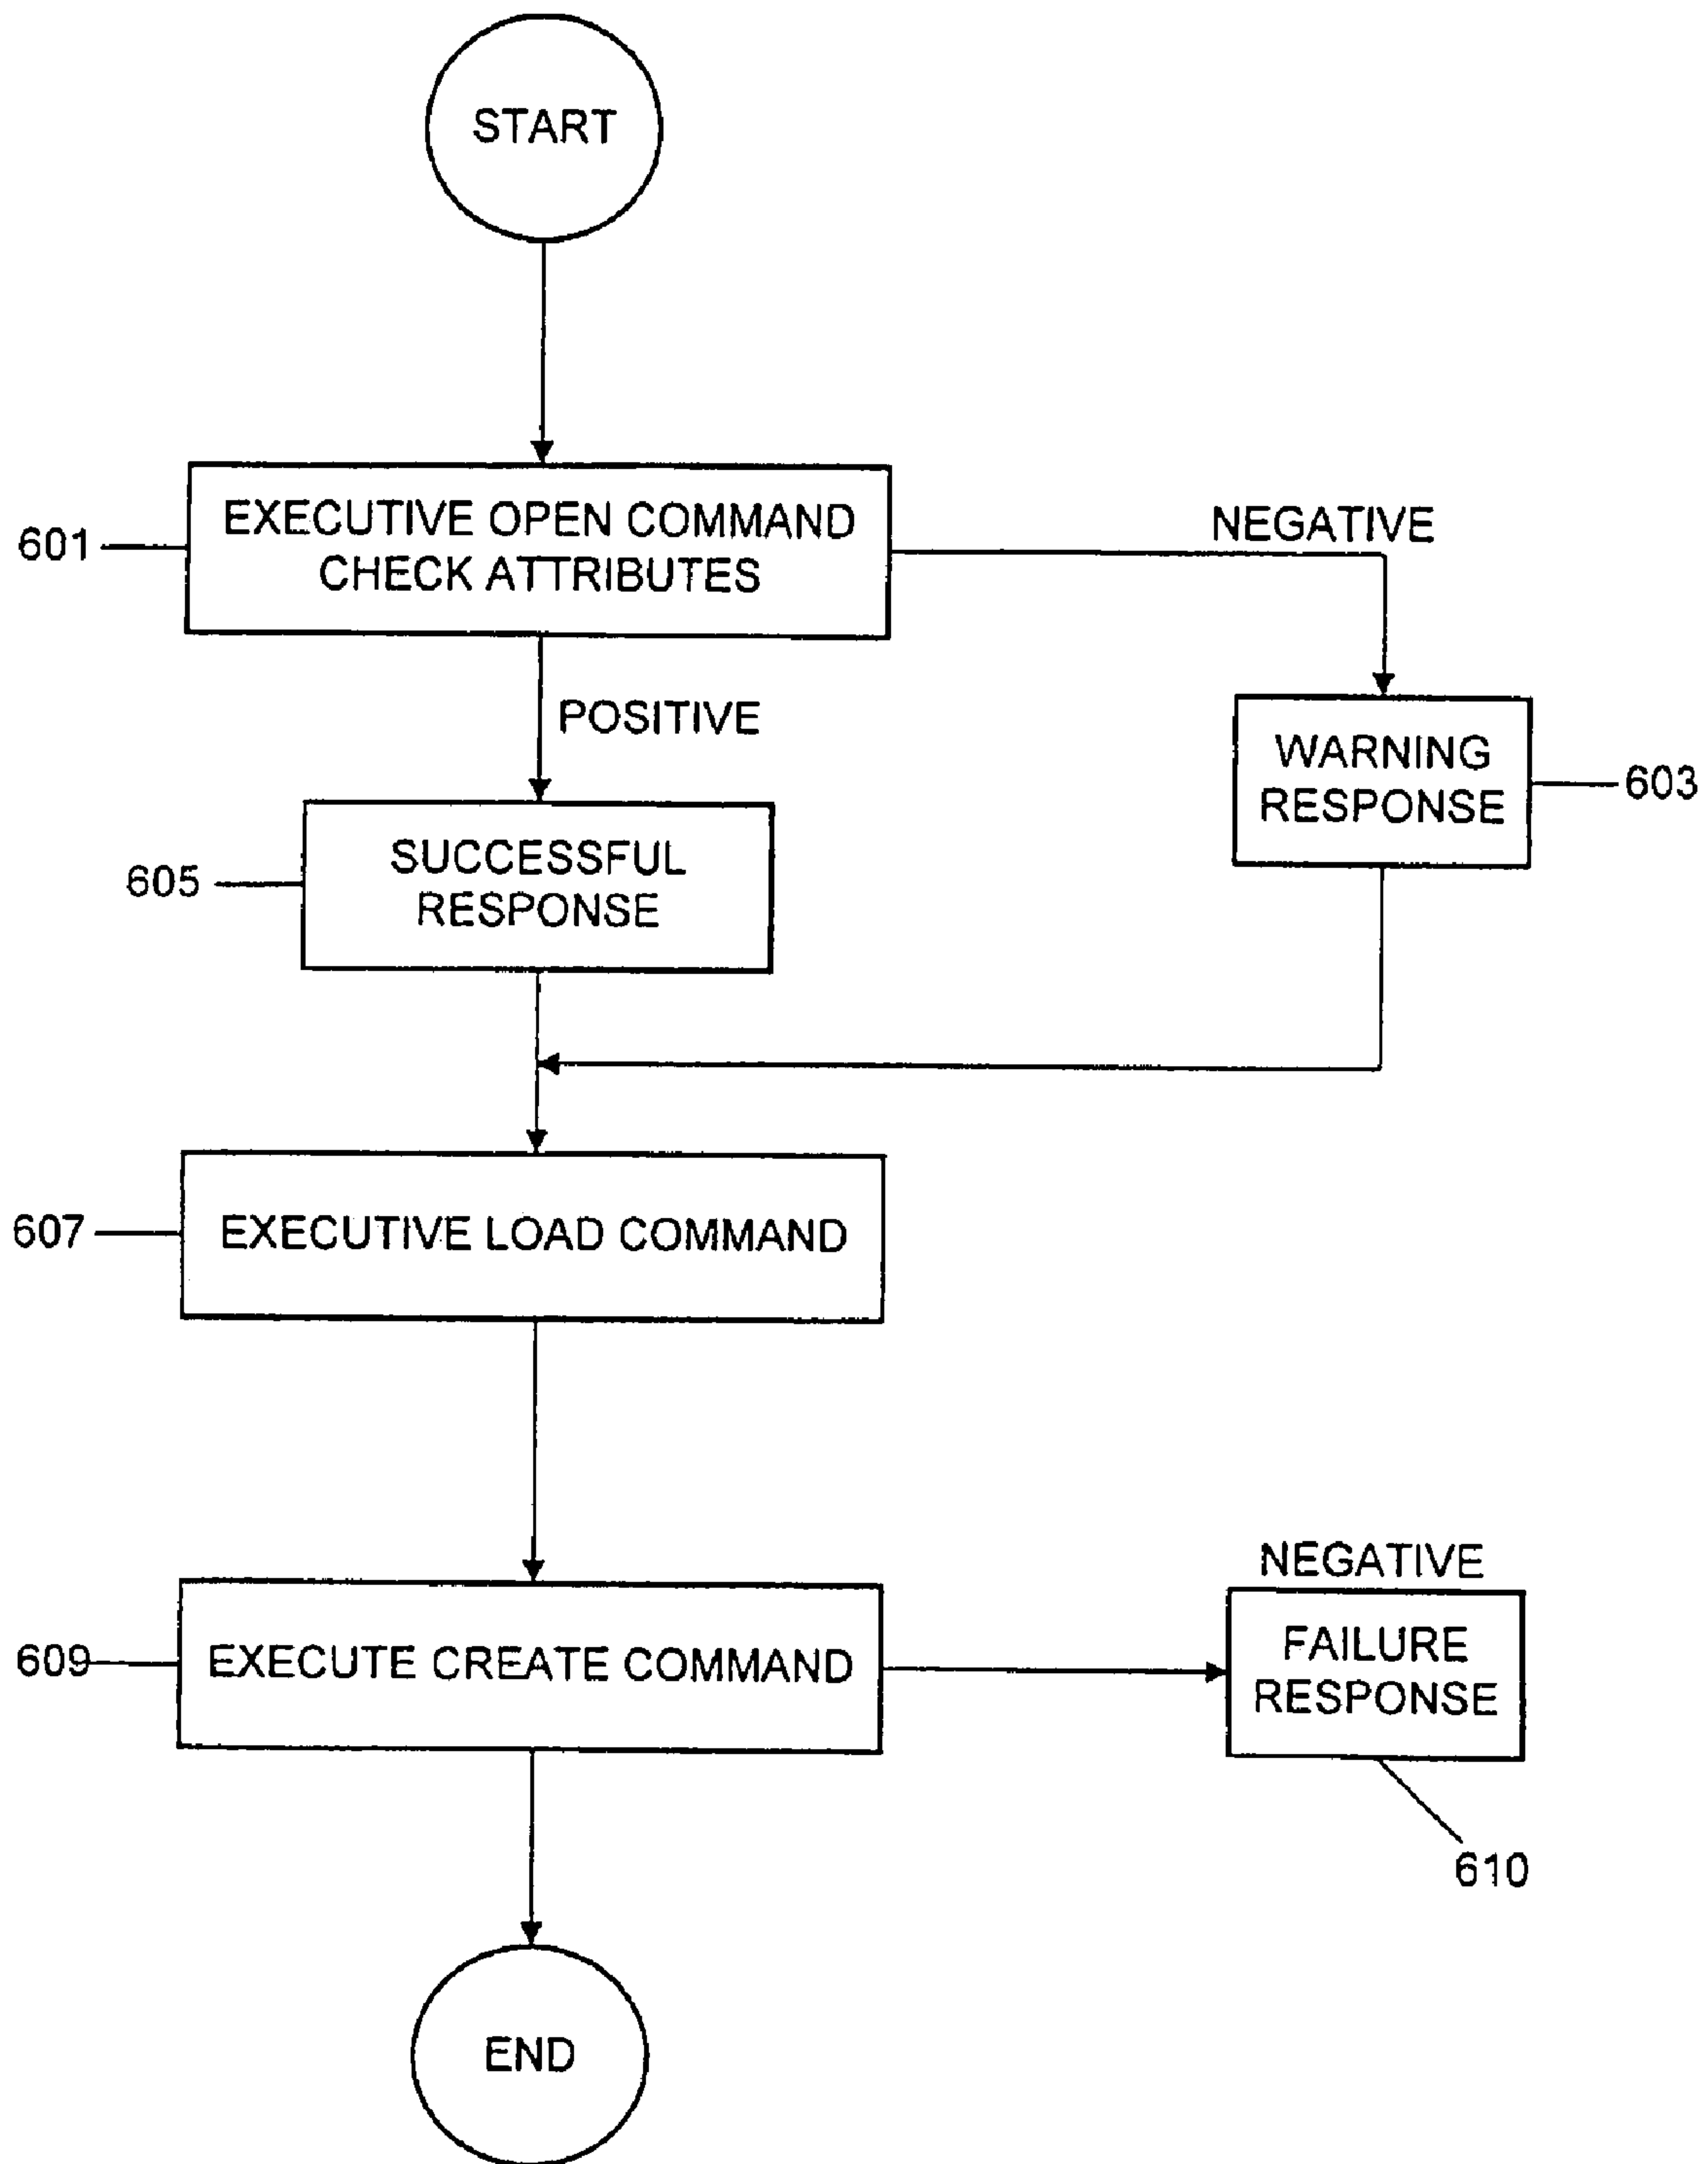 START
601
EXECUTIVE OPEN COMMAND
CHECK ATTRIBUTES
NEGATIVE
POSITIVE
WARNING
RESPONSE
603
605
SUCCESSFUL
RESPONSE
607
EXECUTIVE LOAD COMMAND
609
EXECUTE CREATE COMMAND
NEGATIVE
FAILURE
RESPONSE
610
END